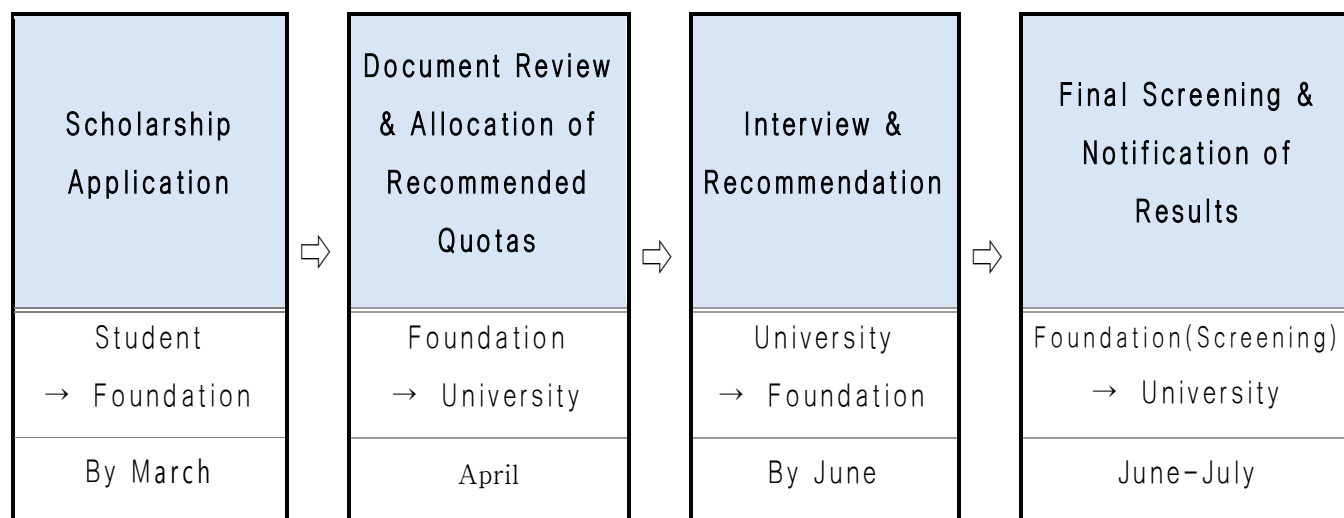 Scholarship
Application
Student
→ Foundation
By March
⇨
Document Review
& Allocation of
Recommended
Quotas
Foundation
→ University
April
⇨
Interview &
Recommendation
University
→ Foundation
By June
⇨
Final Screening &
Notification of
Results
Foundation(Screening)
→ University
June-July